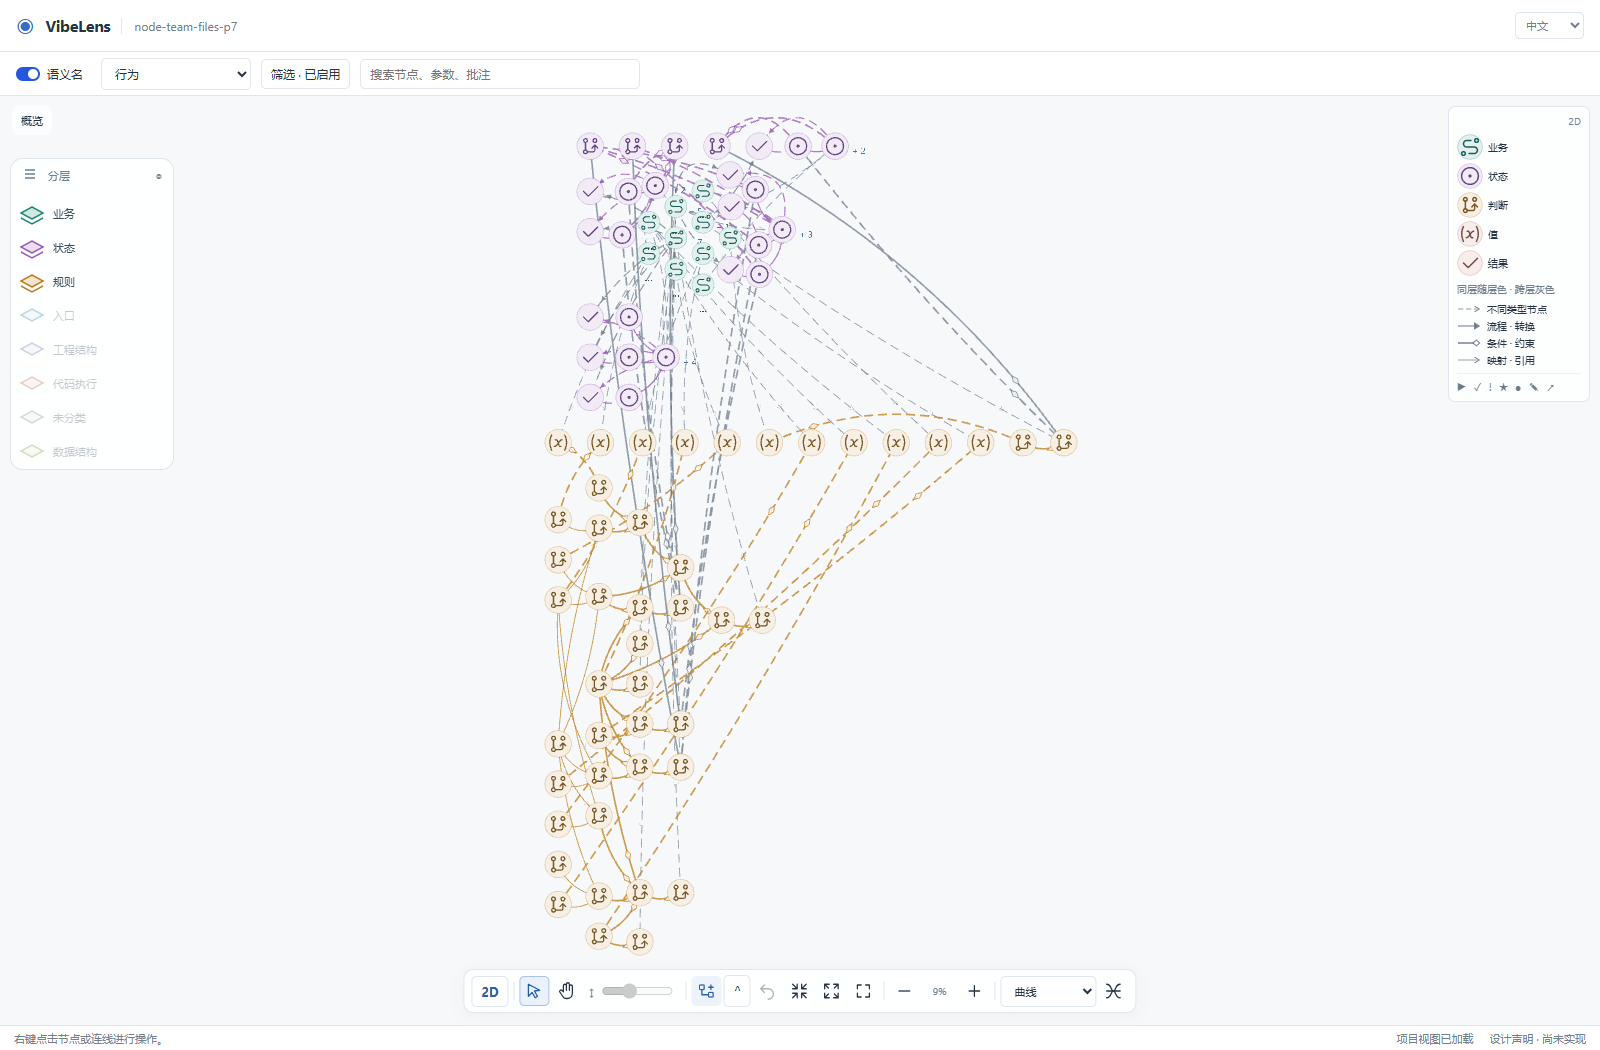 VibeLens
node-team-files-p7
中文
语义名
行为
筛选 · 已启用
搜索节点、参数、批注
概览
分层
业务
状态
规则
入口
工程结构
代码执行
未分类
数据结构
+ 2
+ 3
2D
业务
状态
判断
(x) 值
结果
同层随层色 · 跨层灰色
不同类型节点
流程 · 转换
条件 · 约束
映射 · 引用
2D
9%
曲线
右键点击节点或连线进行操作。
项目视图已加载
设计声明 · 尚未实现